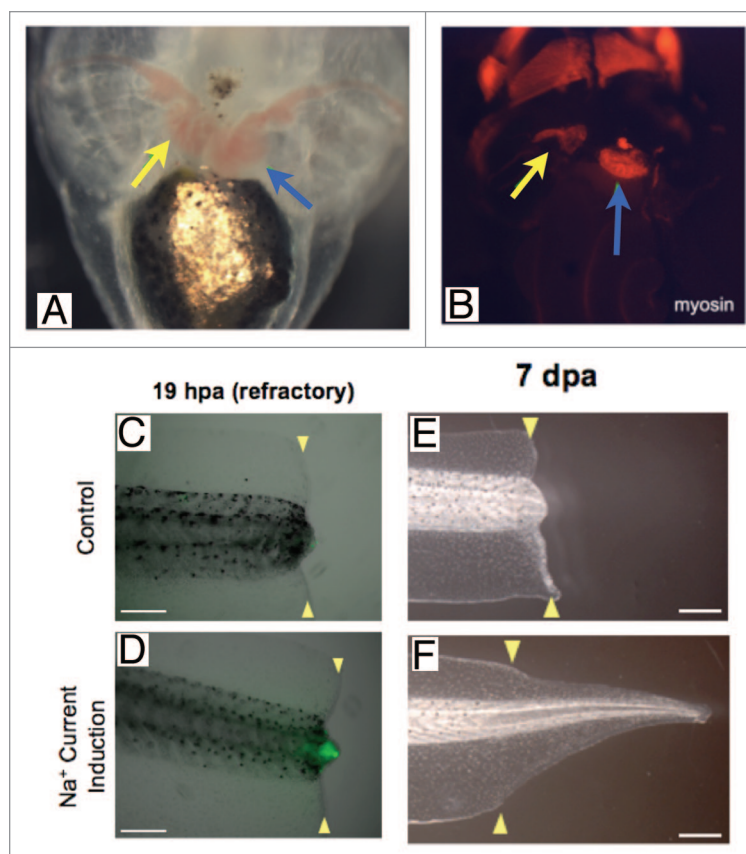 A
B
myosin
19 hpa (refractory)
7 dpa
Control
C
E
Na⁺ Current
Induction
D
F